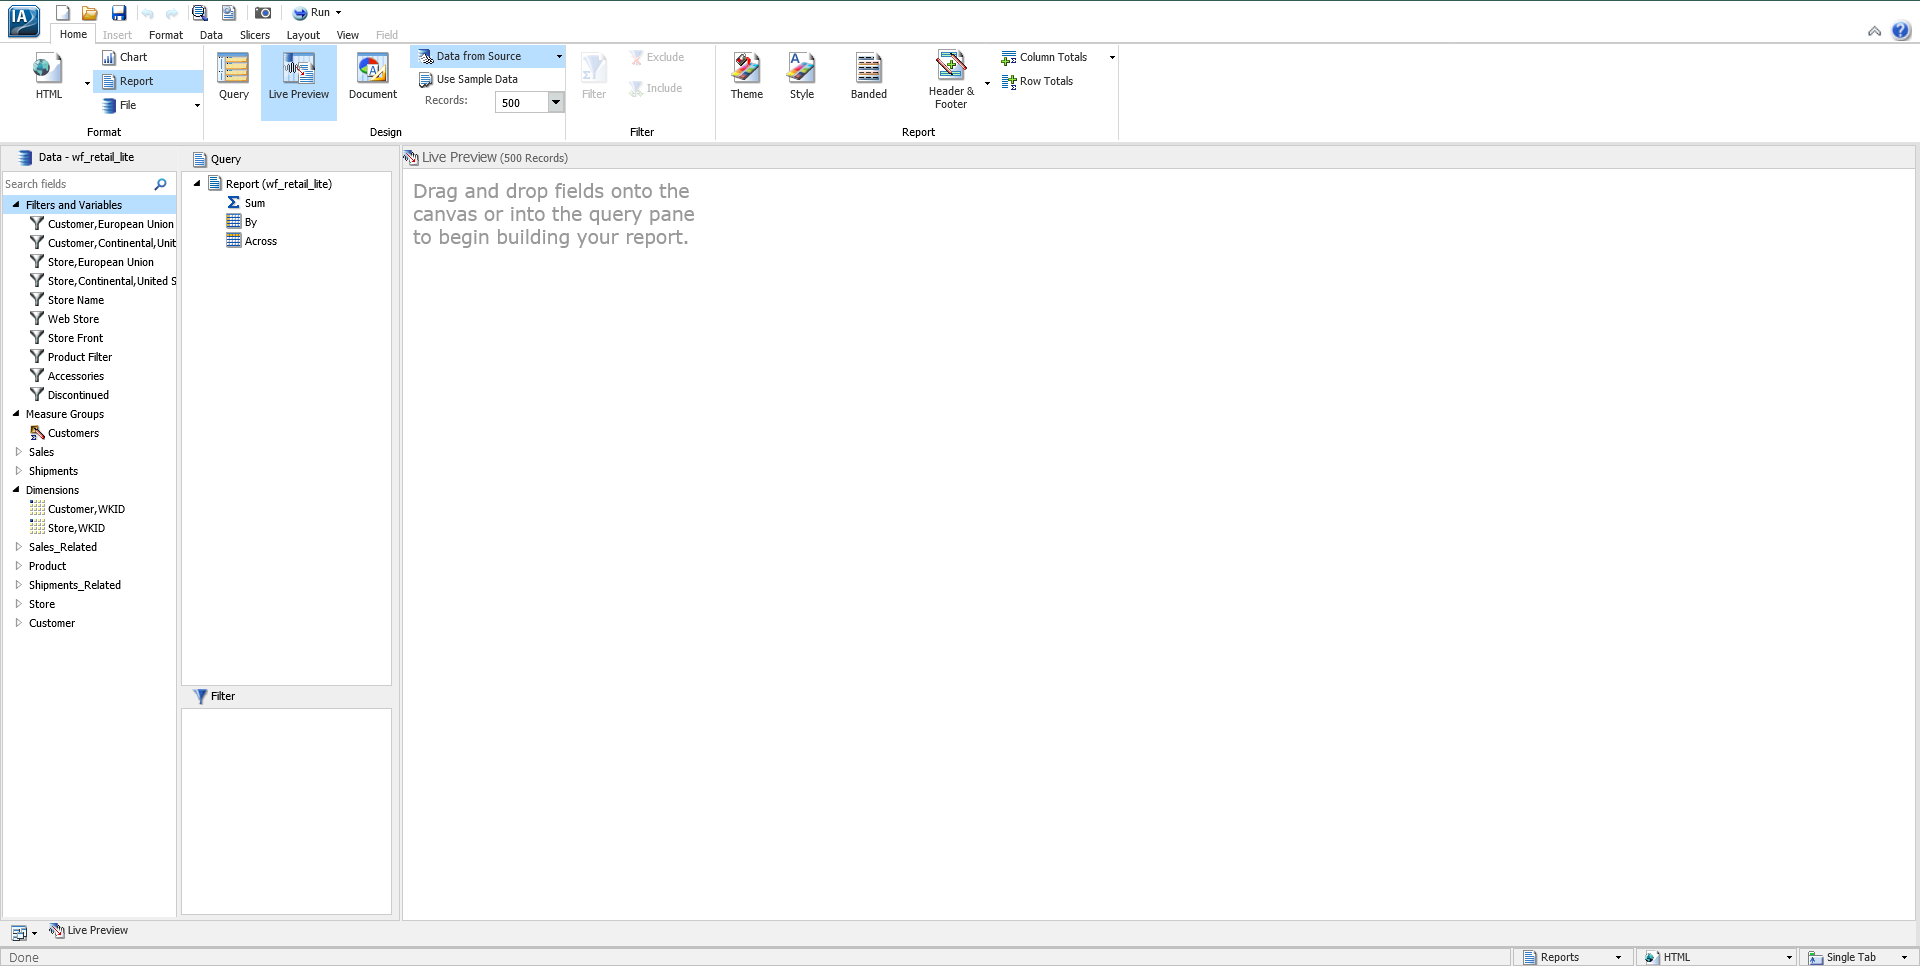 IA
Run
Home
Insert
Format
Data
Slicers
Layout
View
Field
HTML
Chart
Report
File
Format
Query
Live Preview
Document
Data from Source
Use Sample Data
Records:
500
Design
Filter
Exclude
Include
Filter
Theme
Style
Banded
Header &
Footer
Column Totals
Row Totals
Report
Data - wf_retail_lite
Search fields
Filters and Variables
Customer,European Union
Customer,Continental,Unit
Store,European Union
Store,Continental,United S
Store Name
Web Store
Store Front
Product Filter
Accessories
Discontinued
Measure Groups
Customers
Sales
Shipments
Dimensions
Customer,WKID
Store,WKID
Sales_Related
Product
Shipments_Related
Store
Customer
Query
Report (wf_retail_lite)
Sum
By
Across
Filter
Live Preview (500 Records)
Drag and drop fields onto the
canvas or into the query pane
to begin building your report.
Live Preview
Done
Reports
HTML
Single Tab